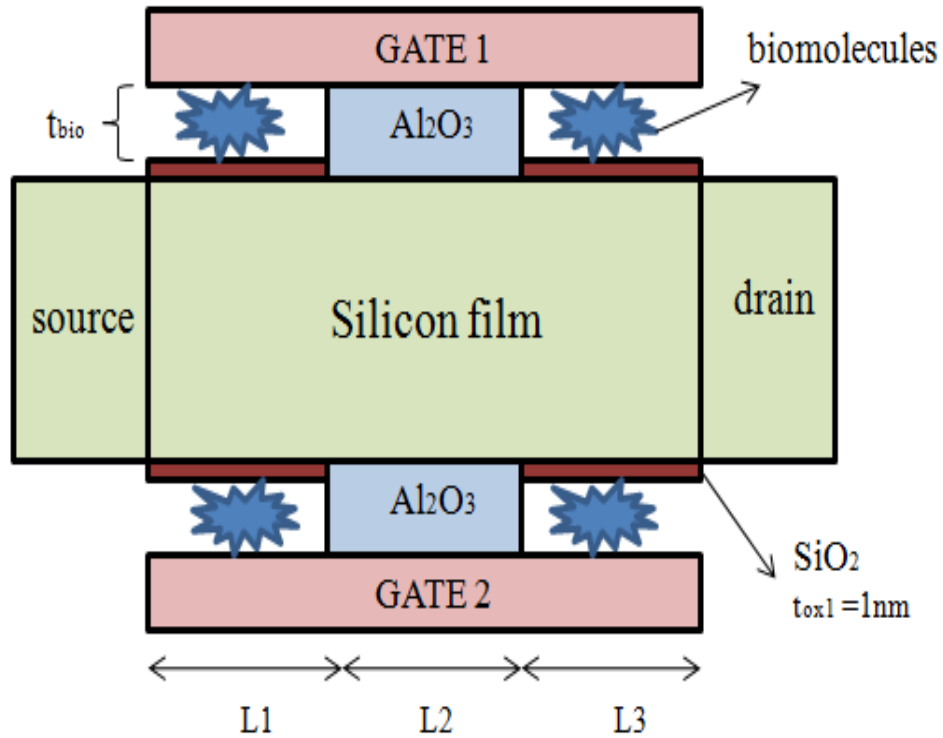 GATE 1
biomolecules
tbio
Al2O3
source
Silicon film
drain
Al2O3
SiO2
tox1 =1nm
GATE 2
L1
L2
L3